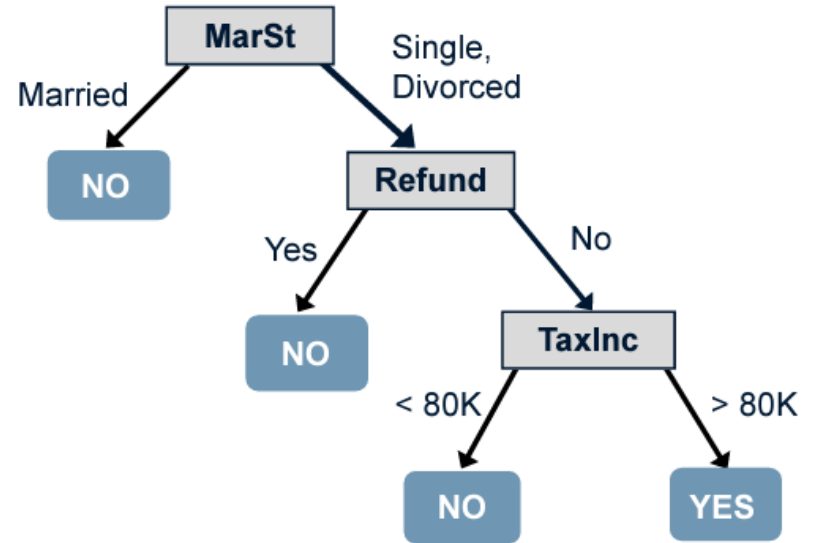 MarSt
Single,
Divorced
Married
NO
Refund
Yes
No
NO
TaxInc
< 80K
> 80K
NO
YES